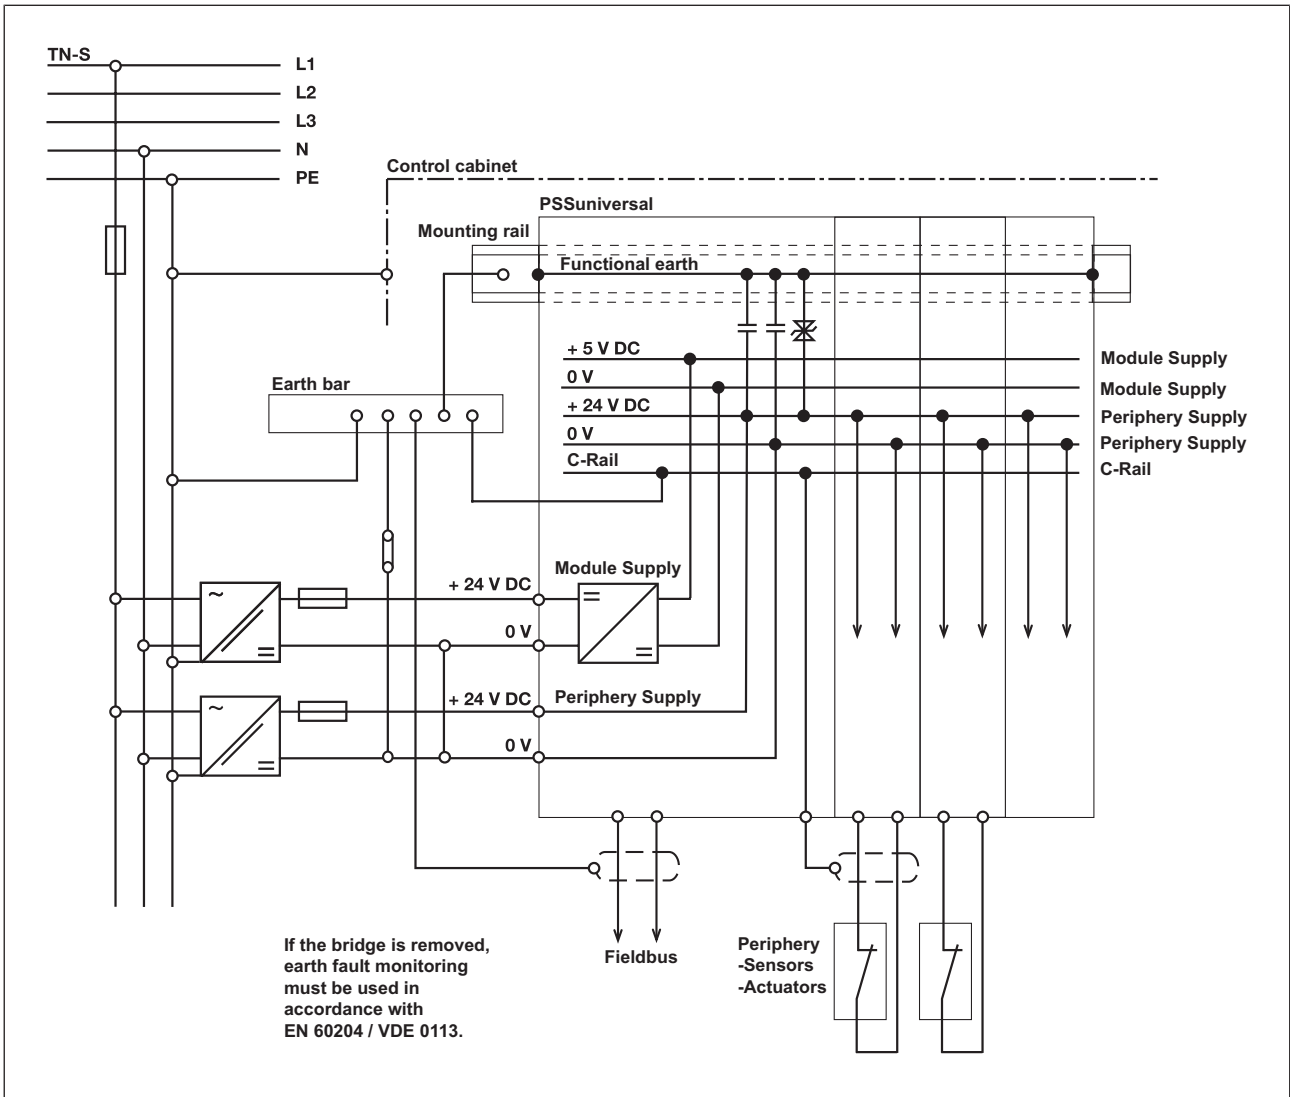 TN-S
L1
L2
L3
N
PE
Control cabinet
PSSuniversal
Mounting rail
Functional earth
+ 5 V DC
Module Supply
0 V
Module Supply
Earth bar
+ 24 V DC
Periphery Supply
0 V
Periphery Supply
C-Rail
C-Rail
Module Supply
+ 24 V DC
~
=
=
0 V
=
Periphery Supply
+ 24 V DC
~
0 V
=
If the bridge is removed,
earth fault monitoring
must be used in
accordance with
EN 60204 / VDE 0113.
Fieldbus
Periphery
-Sensors
-Actuators